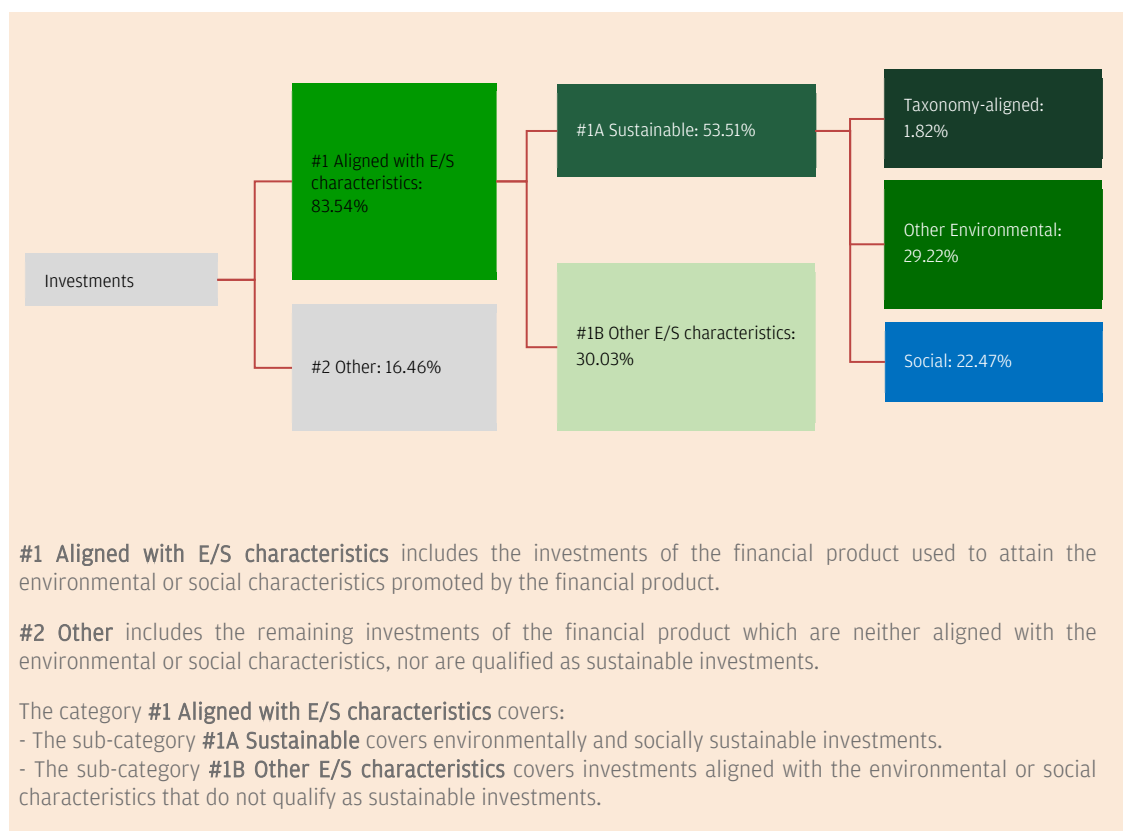 Investments
#1 Aligned with E/S
characteristics:
83.54%
#2 Other: 16.46%
#1A Sustainable: 53.51%
#1B Other E/S characteristics:
30.03%
Taxonomy-aligned:
1.82%
Other Environmental:
29.22%
Social: 22.47%
#1 Aligned with E/S characteristics includes the investments of the financial product used to attain the
environmental or social characteristics promoted by the financial product.
#2 Other includes the remaining investments of the financial product which are neither aligned with the
environmental or social characteristics, nor are qualified as sustainable investments.
The category #1 Aligned with E/S characteristics covers:
- The sub-category #1A Sustainable covers environmentally and socially sustainable investments.
- The sub-category #1B Other E/S characteristics covers investments aligned with the environmental or social
characteristics that do not qualify as sustainable investments.